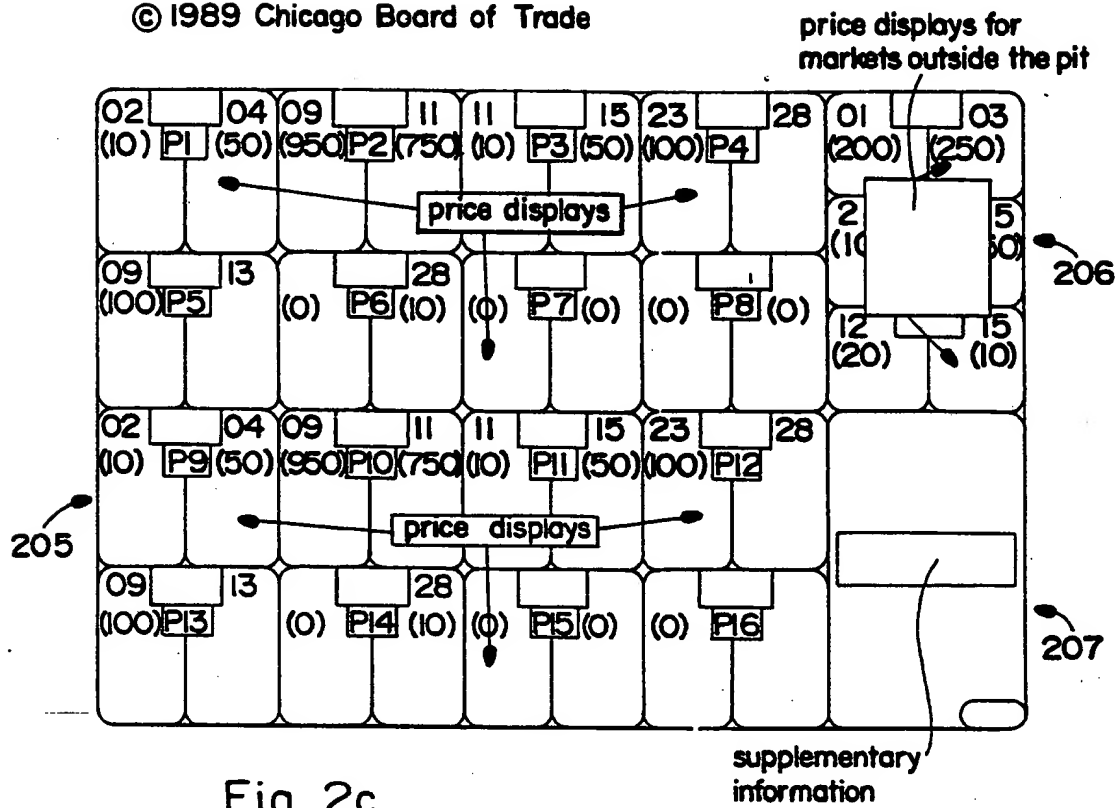 © 1989 Chicago Board of Trade
price displays for
markets outside the pit
02 04 09 11 11 15 23 28 01 03
(10) P1 (50) (950) P2 (750) (10) P3 (50) (100) P4 (200) (250)
price displays
2 5
206
09 13 28
(100) P5 (0) P6 (10) (0) P7 (0) (0) P8 (0)
12 15
(20) (10)
02 04 09 11 11 15 23 28
(10) P9 (50) (950) P10 (750) (10) P11 (50) (100) P12
205
price displays
09 13 28
(100) P13 (0) P14 (10) (0) P15 (0) (0) P16
207
supplementary
information
Fig. 2c